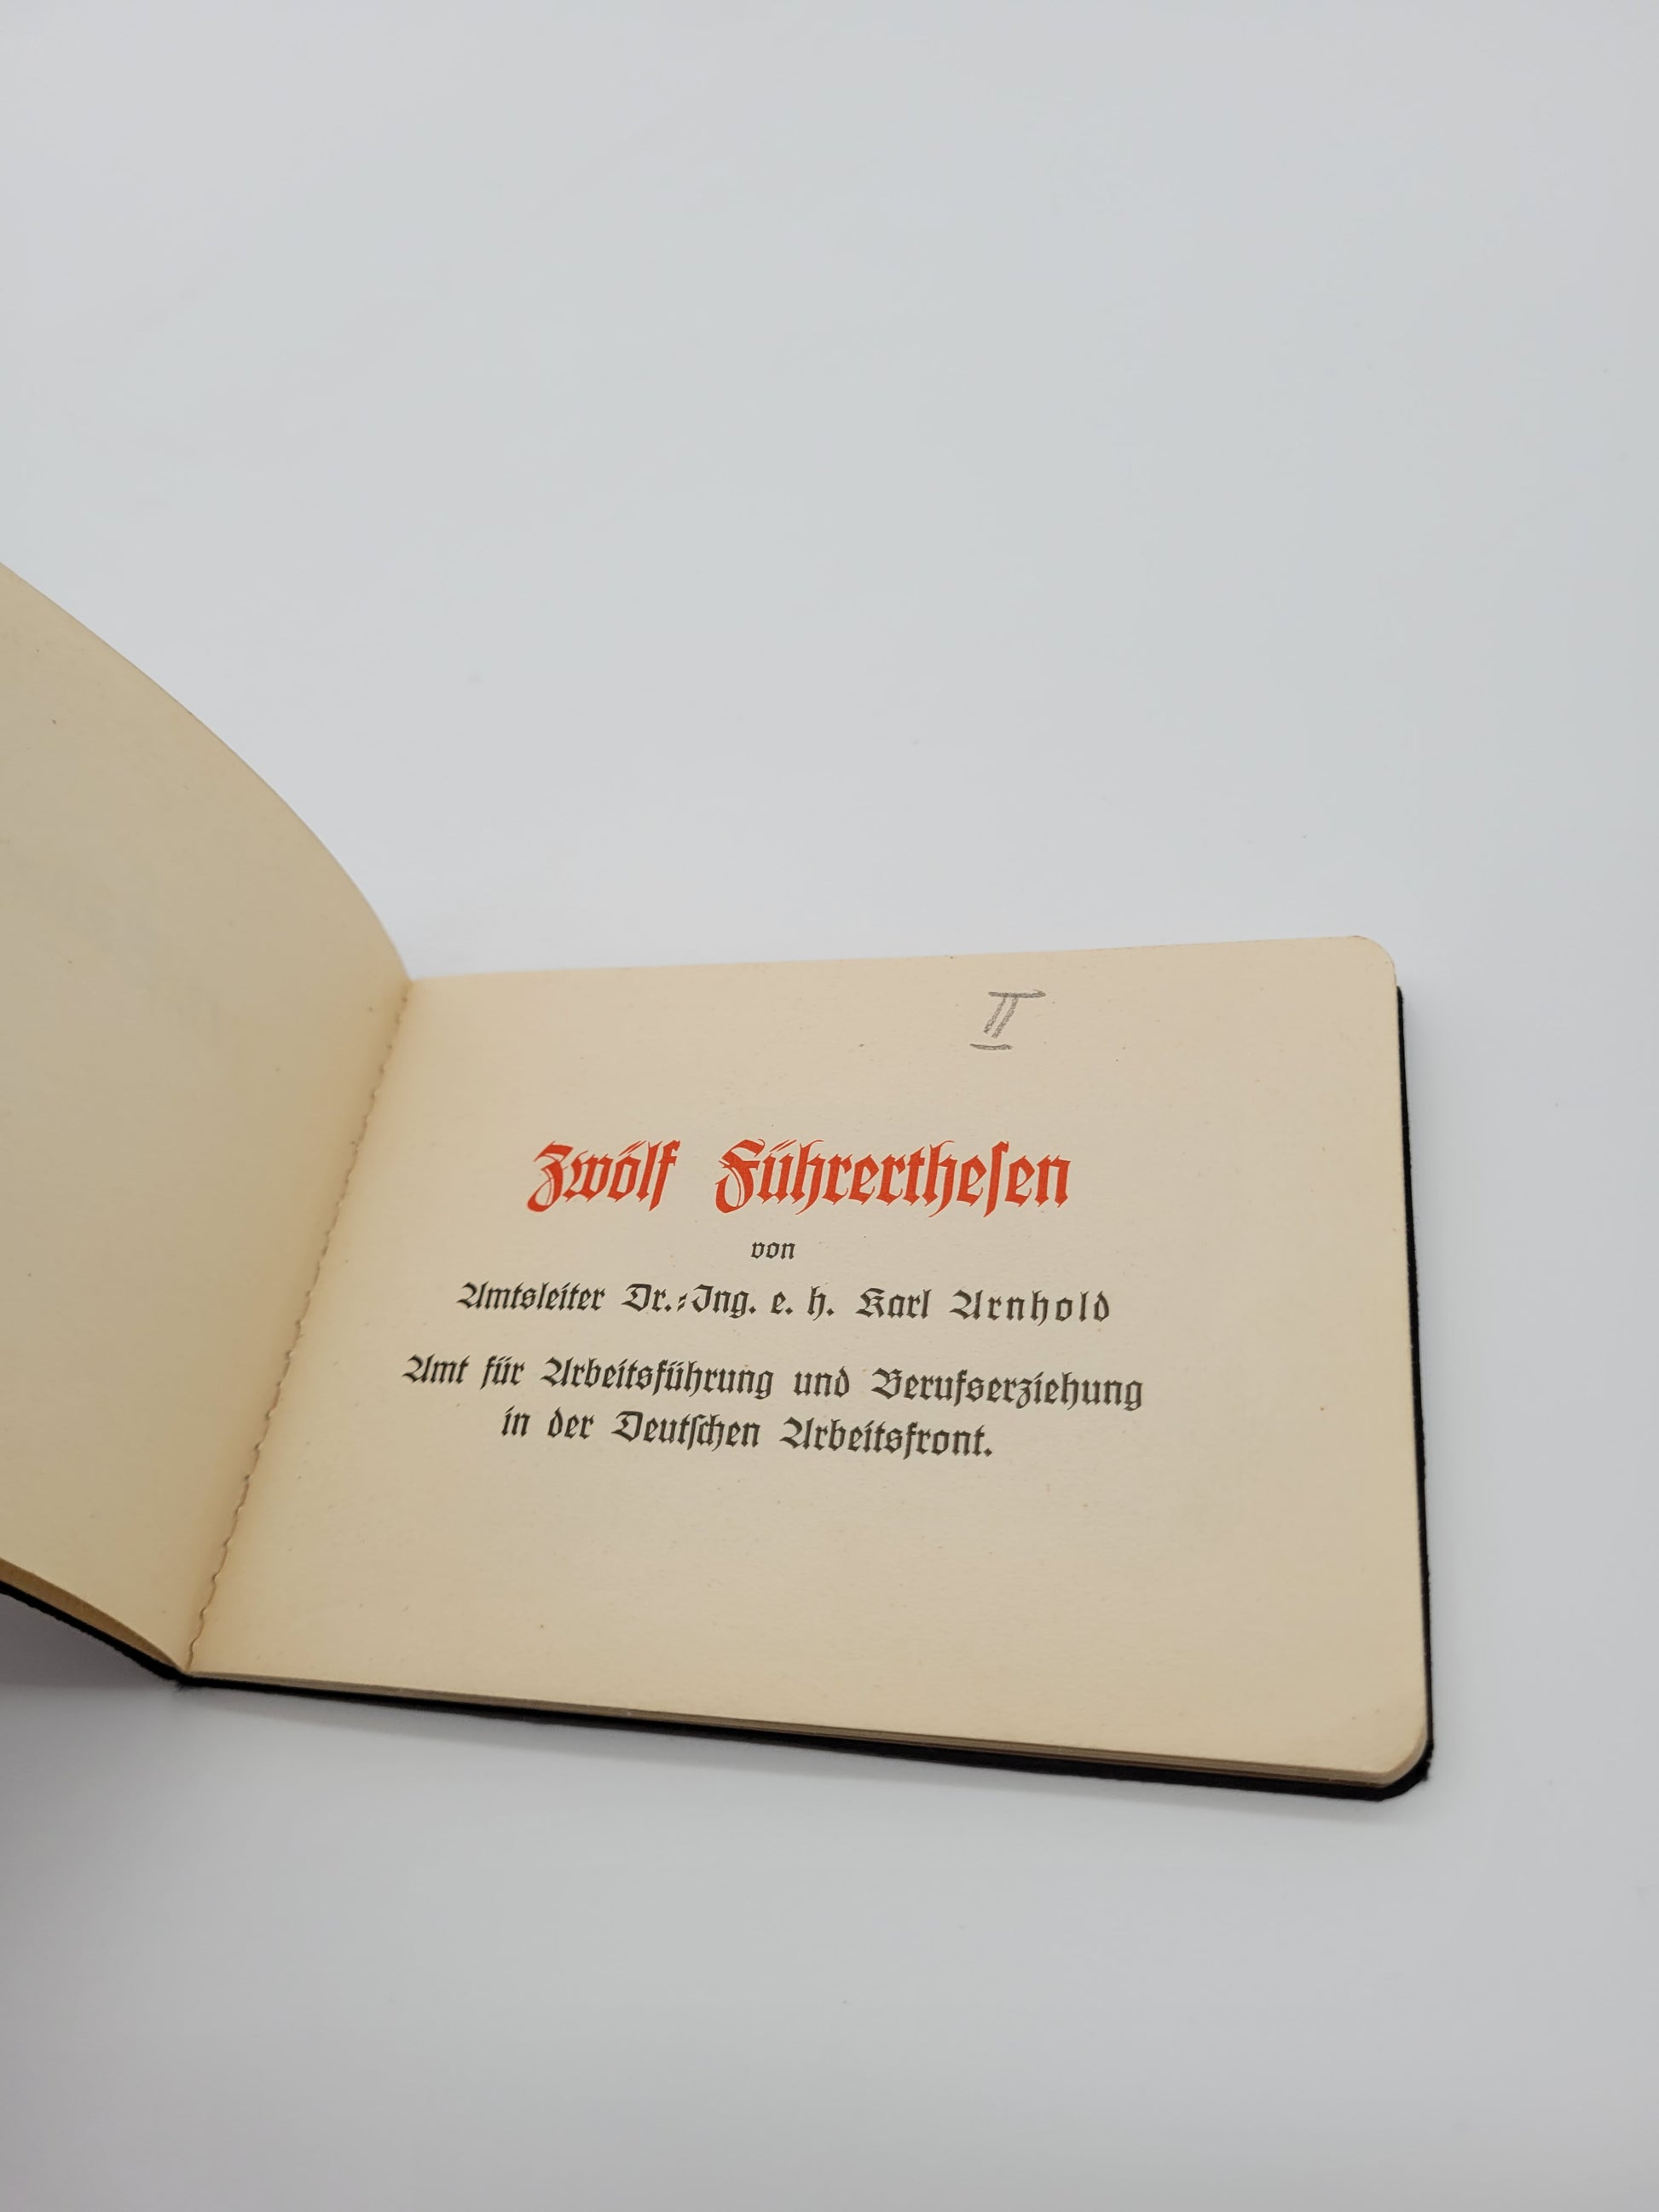 II
Zwölf Führertheſen
von
Amtsleiter Dr.⸗Ing. e. h. Karl Arnhold
Amt für Arbeitsführung und Berufserziehung
in der Deutſchen Arbeitsfront.